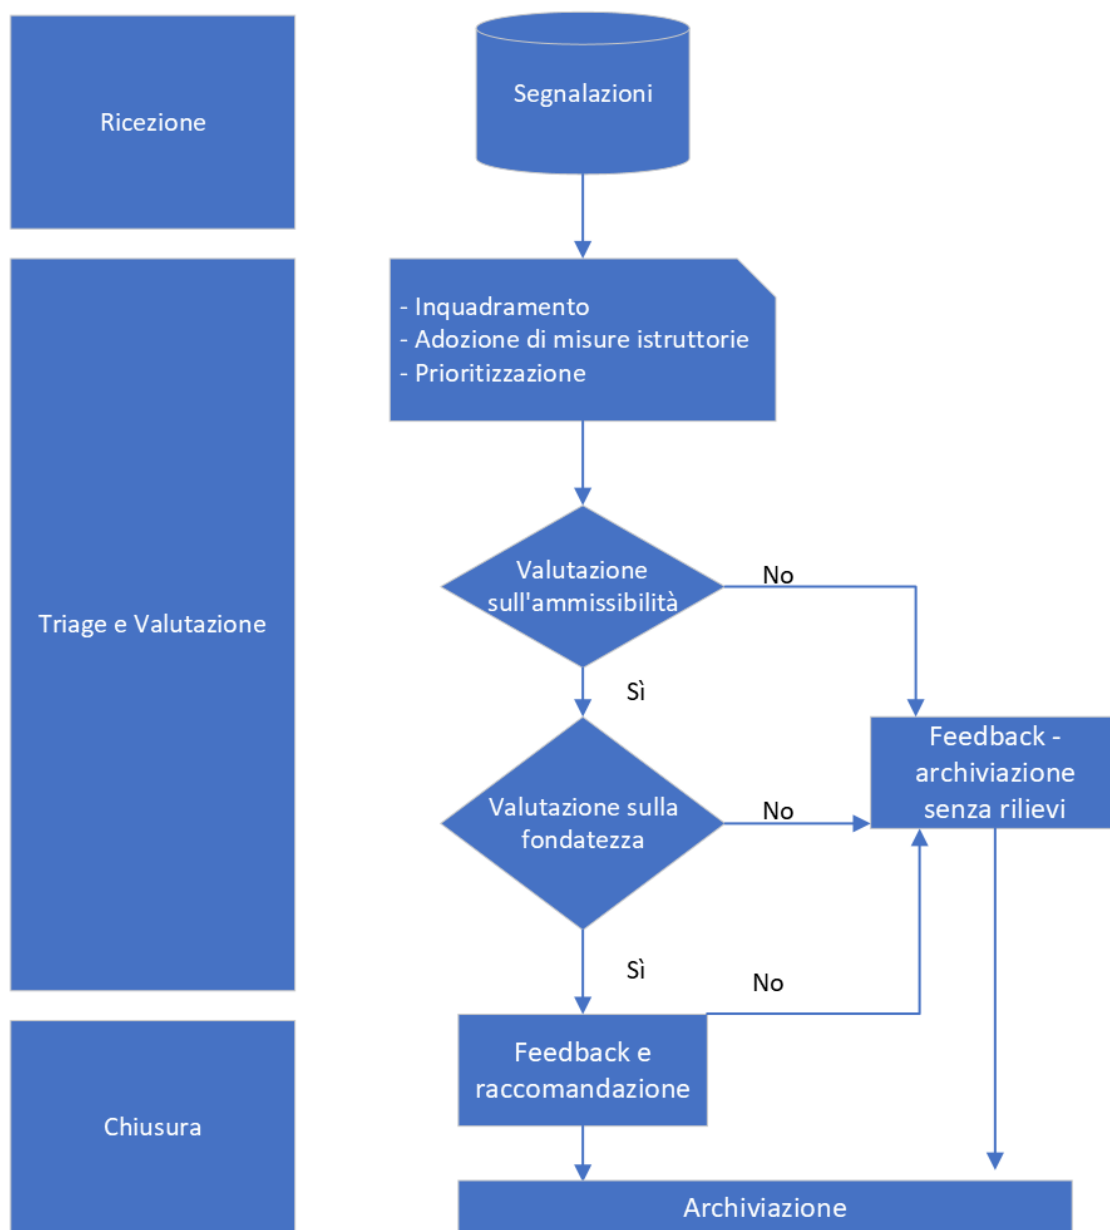 Ricezione
Segnalazioni
- Inquadramento
- Adozione di misure istruttorie
- Prioritizzazione
Triage e Valutazione
Valutazione
sull'ammissibilità
No
Sì
Feedback -
archiviazione
senza rilievi
Valutazione sulla
fondatezza
No
Sì
No
Feedback e
raccomandazione
Chiusura
Archiviazione